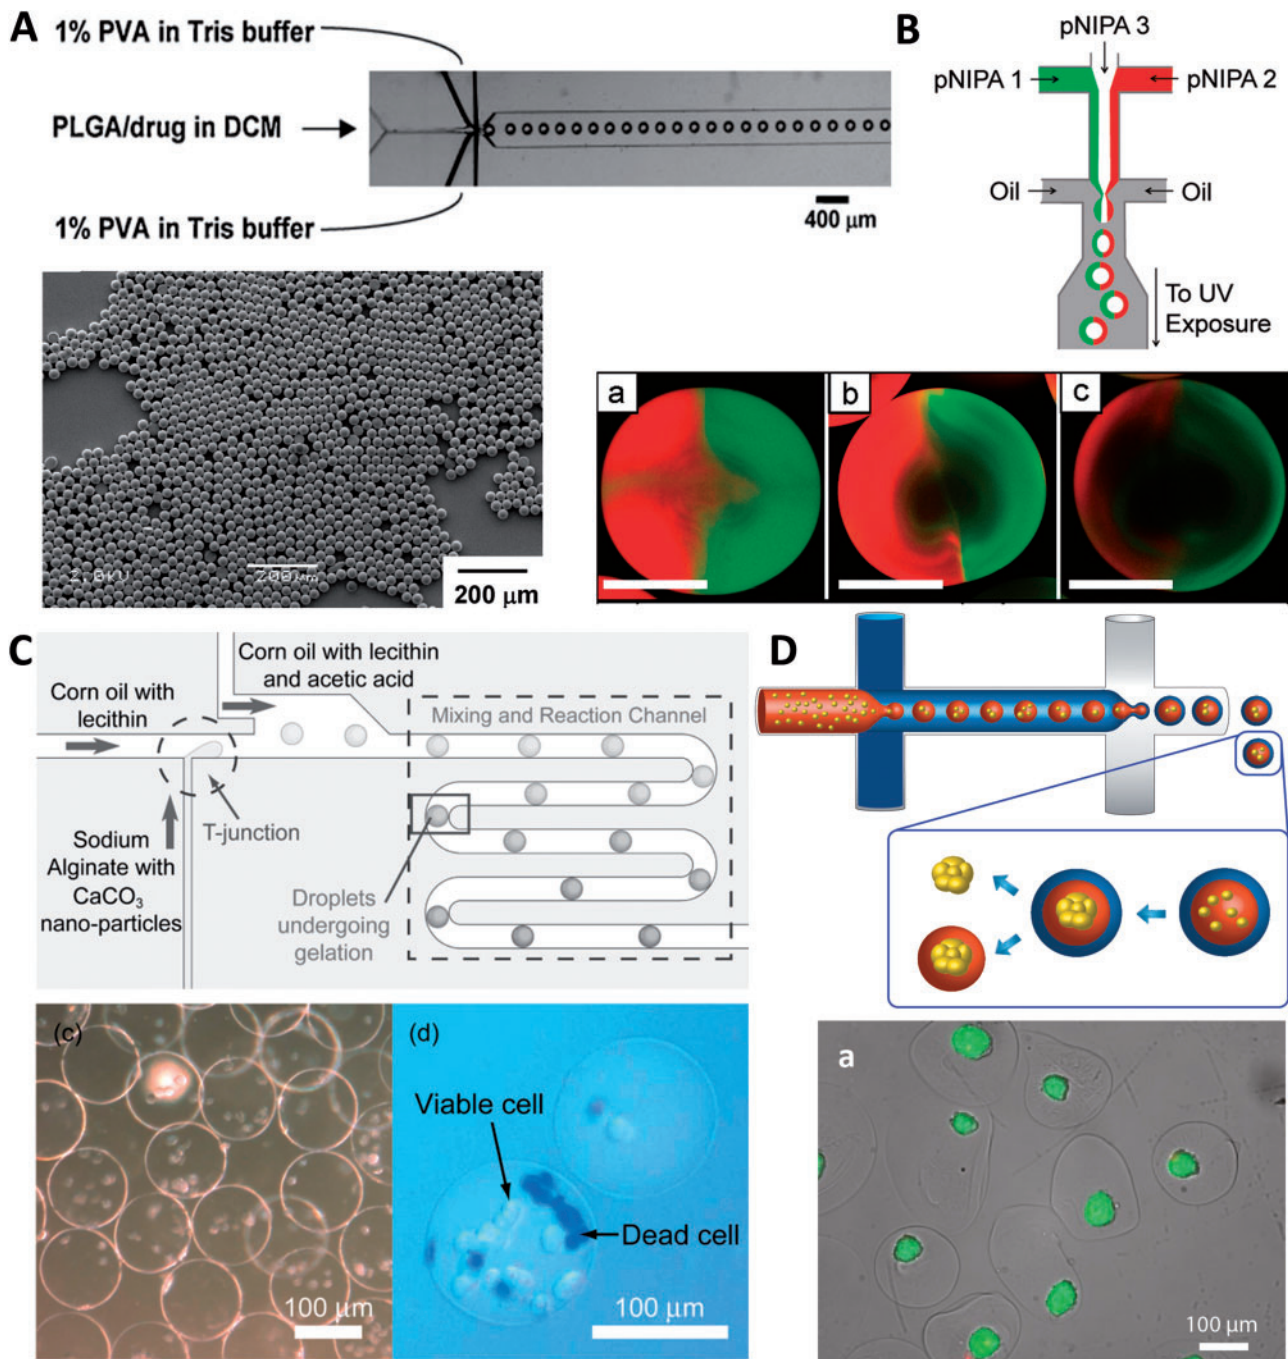 A
1% PVA in Tris buffer
PLGA/drug in DCM
1% PVA in Tris buffer
400 µm
2.0kV 200µm
200 µm
B
pNIPA 3
pNIPA 1
pNIPA 2
Oil
Oil
To UV
Exposure
a
b
c
C
Corn oil with lecithin
and acetic acid
Corn oil with
lecithin
Mixing and Reaction Channel
T-junction
Sodium
Alginate with
CaCO₃
nano-particles
Droplets
undergoing
gelation
(c)
100 µm
(d)
Viable cell
Dead cell
100 µm
D
a
100 µm